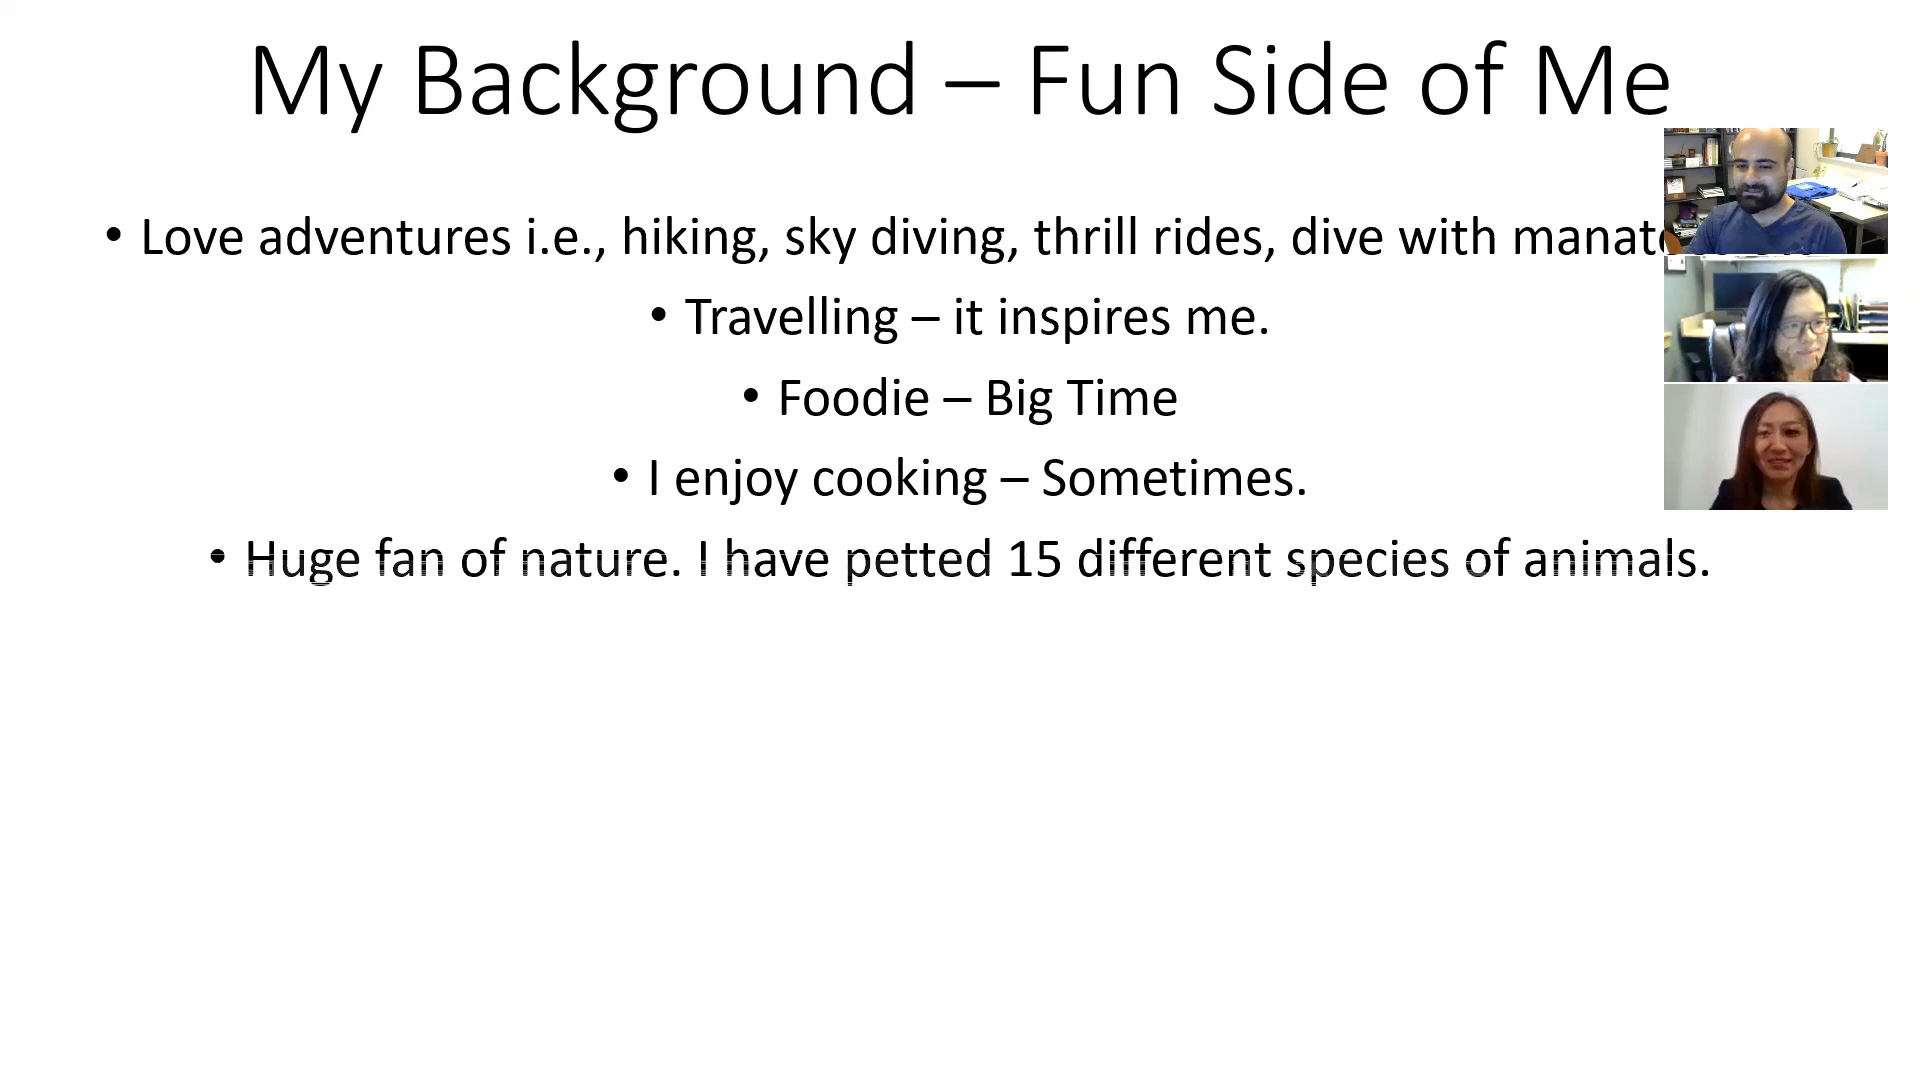 My Background – Fun Side of Me
• Love adventures i.e., hiking, sky diving, thrill rides, dive with
• Travelling – it inspires me.
• Foodie – Big Time
• I enjoy cooking – Sometimes.
• Huge fan of nature. I have petted 15 different species of animals.